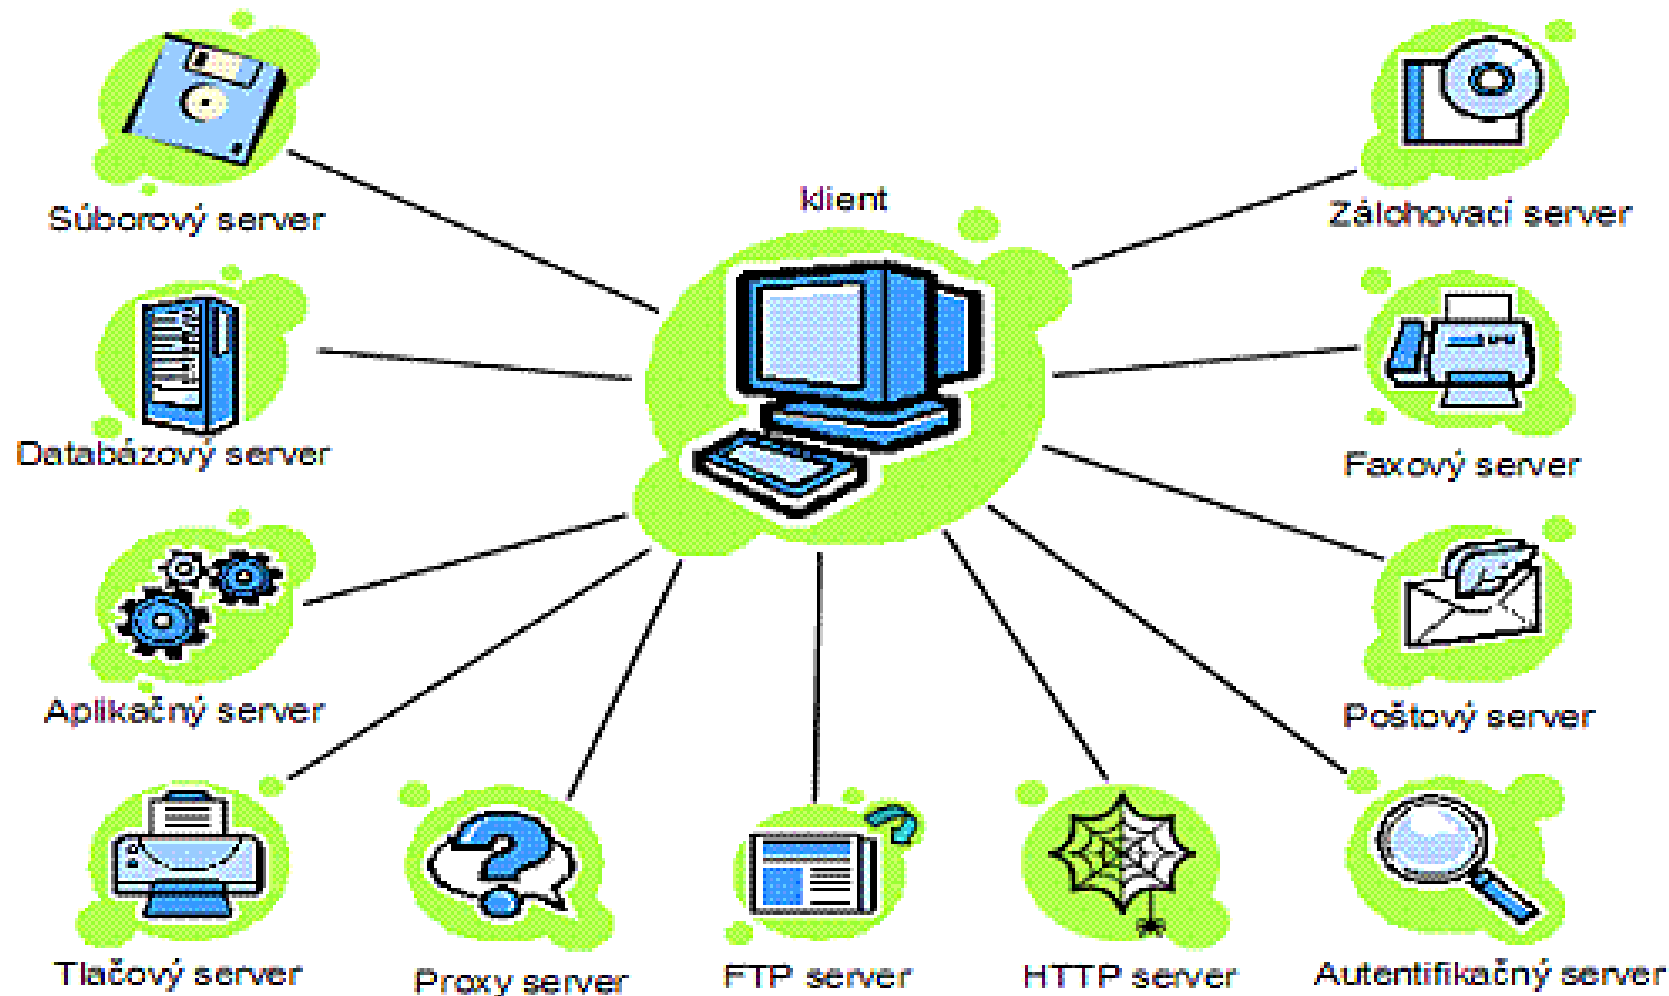 klient
Súborový server
Zálohovací server
Databázový server
Faxový server
Aplikačný server
Poštový server
Tlačový server
Proxy server
FTP server
HTTP server
Autentifikačný server